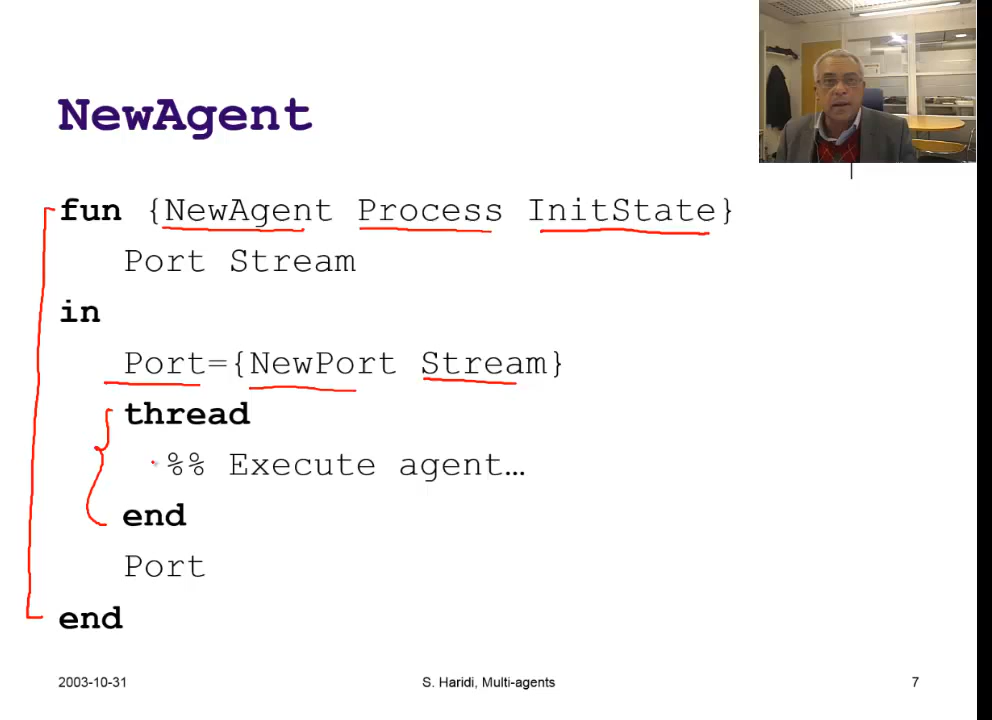 NewAgent
fun {NewAgent Process InitState}
Port Stream
in
Port={NewPort Stream}
thread
%% Execute agent…
end
Port
end
2003-10-31
S. Haridi, Multi-agents
7